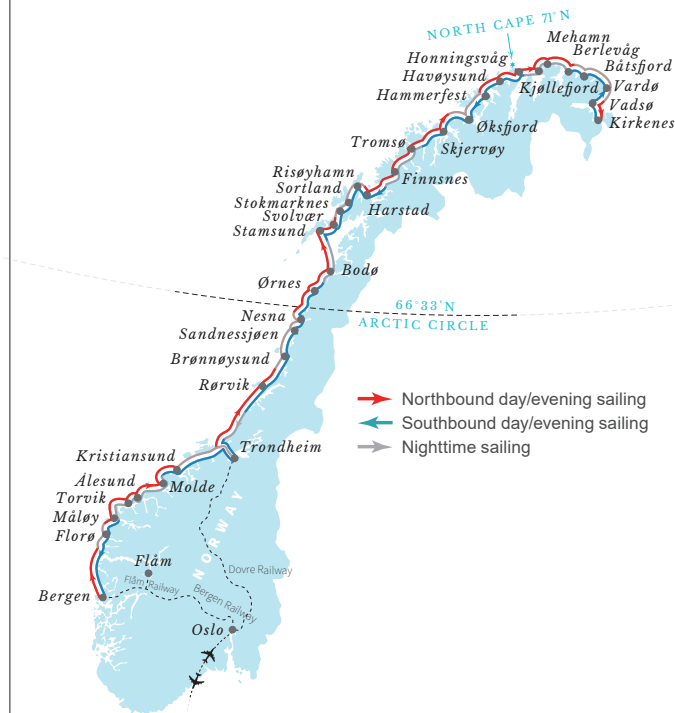 NORTH CAPE 71°N
Mehamn
Berlevåg
Honningsvåg
Båtsfjord
Havøysund
Kjøllefjord
Vardø
Hammerfest
Vadsø
Kirkenes
Øksfjord
Tromsø
Skjervøy
Risøyhamn
Finnsnes
Sortland
Stokmarknes
Harstad
Svolvær
Stamsund
Bodø
Ørnes
66°33'N
Nesna
ARCTIC CIRCLE
Sandnessjøen
Brønnøysund
Rørvik
Northbound day/evening sailing
Southbound day/evening sailing
Nighttime sailing
Kristiansund
Trondheim
Ålesund
Molde
Torvik
Måløy
NORWAY
Florø
Flåm
Dovre Railway
Flåm Railway
Bergen
Bergen Railway
Oslo